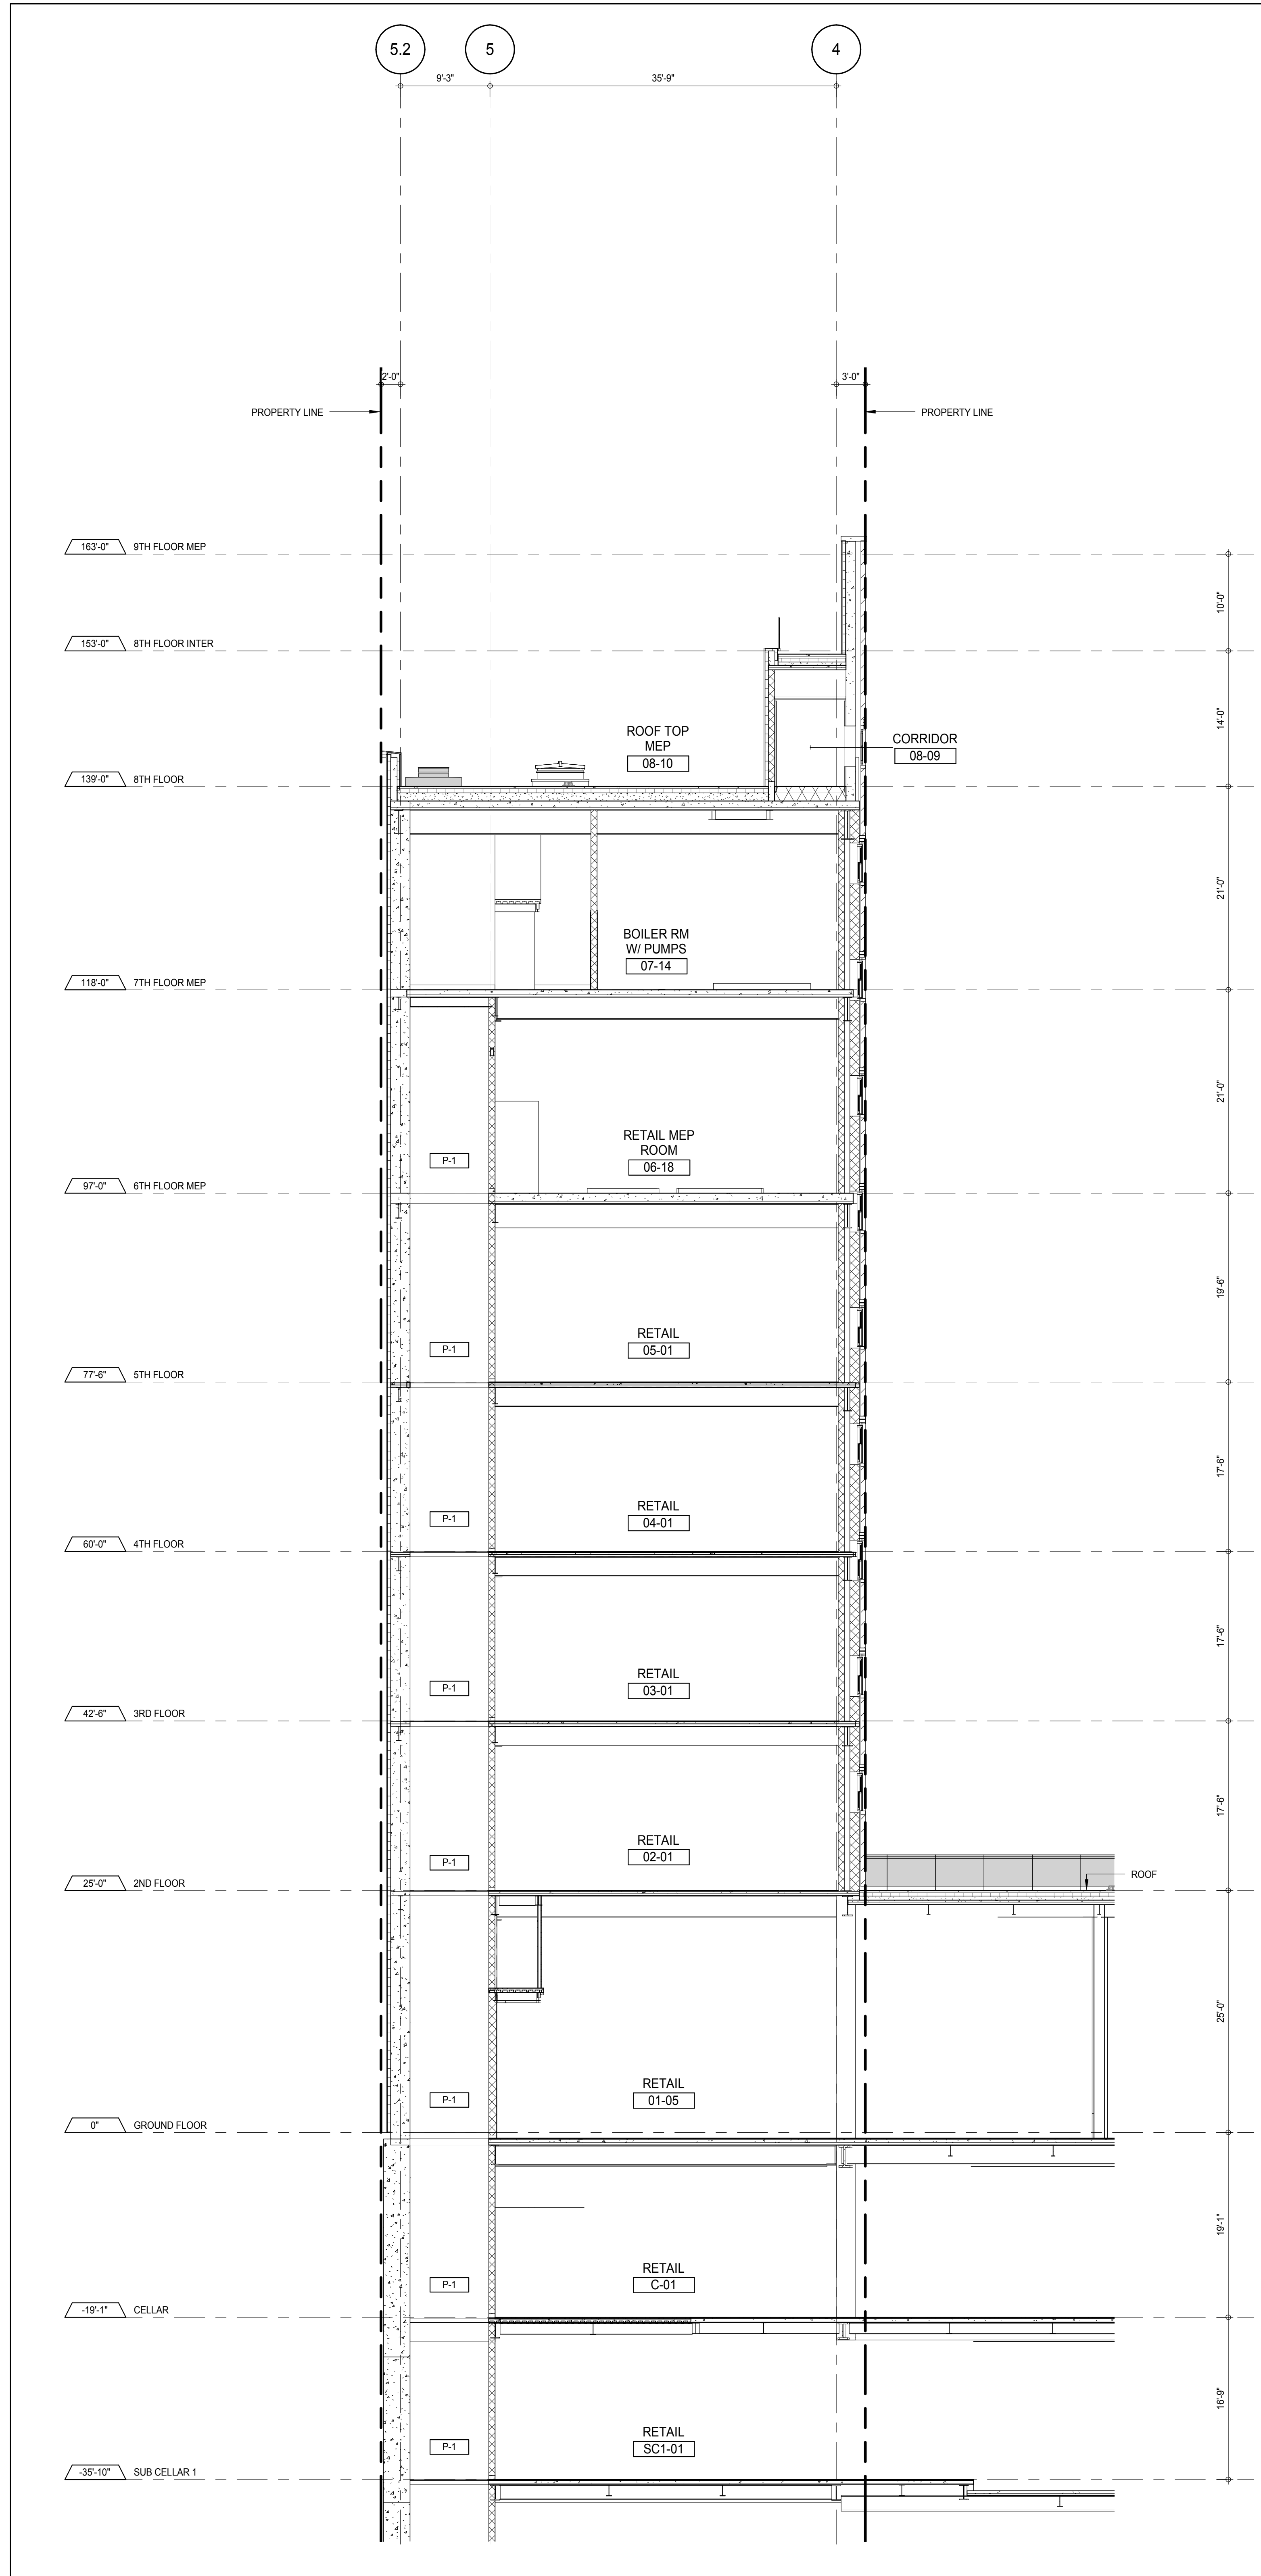 5.2
5
4
9'-3"
35'-9"
2'-0"
3'-0"
PROPERTY LINE
PROPERTY LINE
163'-0" 9TH FLOOR MEP
10'-0"
153'-0" 8TH FLOOR INTER
14'-0"
ROOF TOP
MEP
08-10
CORRIDOR
08-09
139'-0" 8TH FLOOR
21'-0"
BOILER RM
W/ PUMPS
07-14
118'-0" 7TH FLOOR MEP
21'-0"
RETAIL MEP
ROOM
06-18
P-1
97'-0" 6TH FLOOR MEP
19'-6"
RETAIL
05-01
P-1
77'-6" 5TH FLOOR
17'-6"
RETAIL
04-01
P-1
60'-0" 4TH FLOOR
17'-6"
RETAIL
03-01
P-1
42'-6" 3RD FLOOR
17'-6"
RETAIL
02-01
P-1
ROOF
25'-0" 2ND FLOOR
25'-0"
RETAIL
01-05
P-1
0" GROUND FLOOR
19'-1"
RETAIL
C-01
P-1
-19'-1" CELLAR
16'-9"
RETAIL
SC1-01
P-1
-35'-10" SUB CELLAR 1